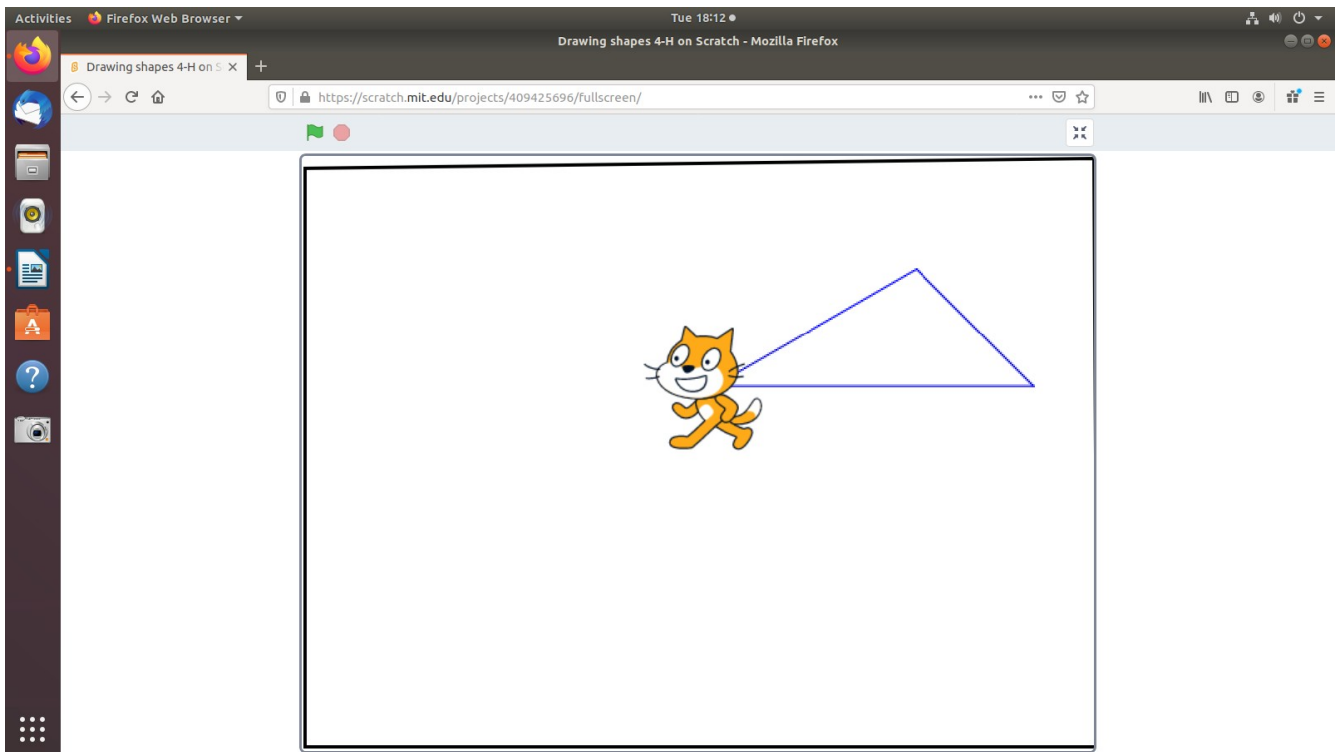 Activities Firefox Web Browser Tue 18:12
Drawing shapes 4-H on Scratch - Mozilla Firefox
Drawing shapes 4-H on S
https://scratch.mit.edu/projects/409425696/fullscreen/